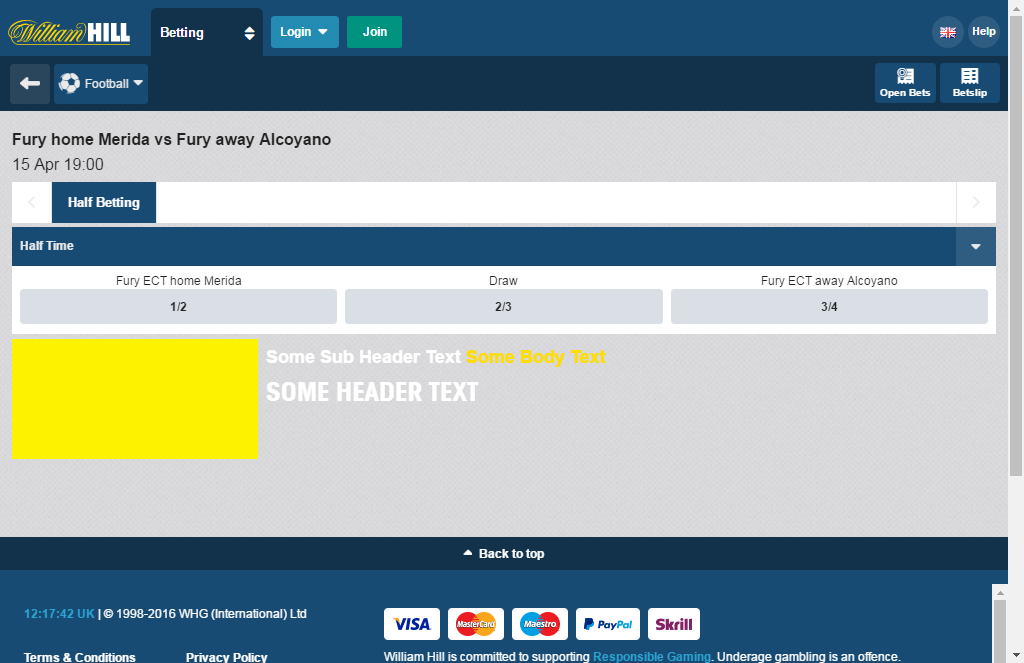 William HILL
Betting
Login
Join
Help
Football
Open Bets
Betslip
Fury home Merida vs Fury away Alcoyano
15 Apr 19:00
Half Betting
Half Time
Fury ECT home Merida
Draw
Fury ECT away Alcoyano
1/2
2/3
3/4
Some Sub Header Text Some Body Text
SOME HEADER TEXT
Back to top
12:17:42 UK | © 1998-2016 WHG (International) Ltd
VISA
MasterCard
Maestro
PayPal
Skrill
Terms & Conditions
Privacy Policy
William Hill is committed to supporting Responsible Gaming. Underage gambling is an offence.